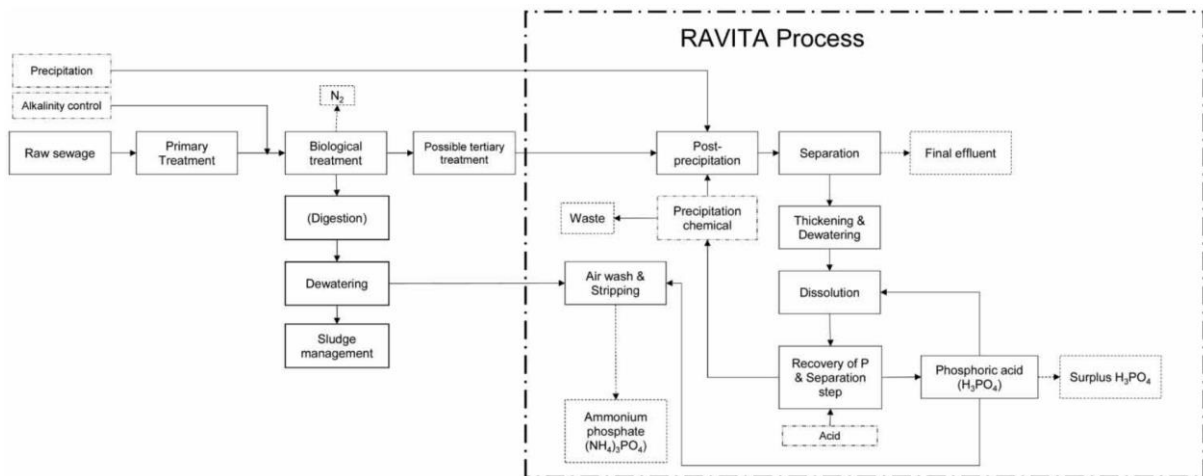 RAVITA Process
Precipitation
Alkalinity control
N₂
Raw sewage
Primary
Treatment
Biological
treatment
Possible tertiary
treatment
Post-
precipitation
Separation
Final effluent
(Digestion)
Waste
Precipitation
chemical
Thickening &
Dewatering
Dewatering
Air wash &
Stripping
Dissolution
Sludge
management
Recovery of P
& Separation
step
Phosphoric acid
(H₃PO₄)
Surplus H₃PO₄
Ammonium
phosphate
(NH₄)₃PO₄)
Acid